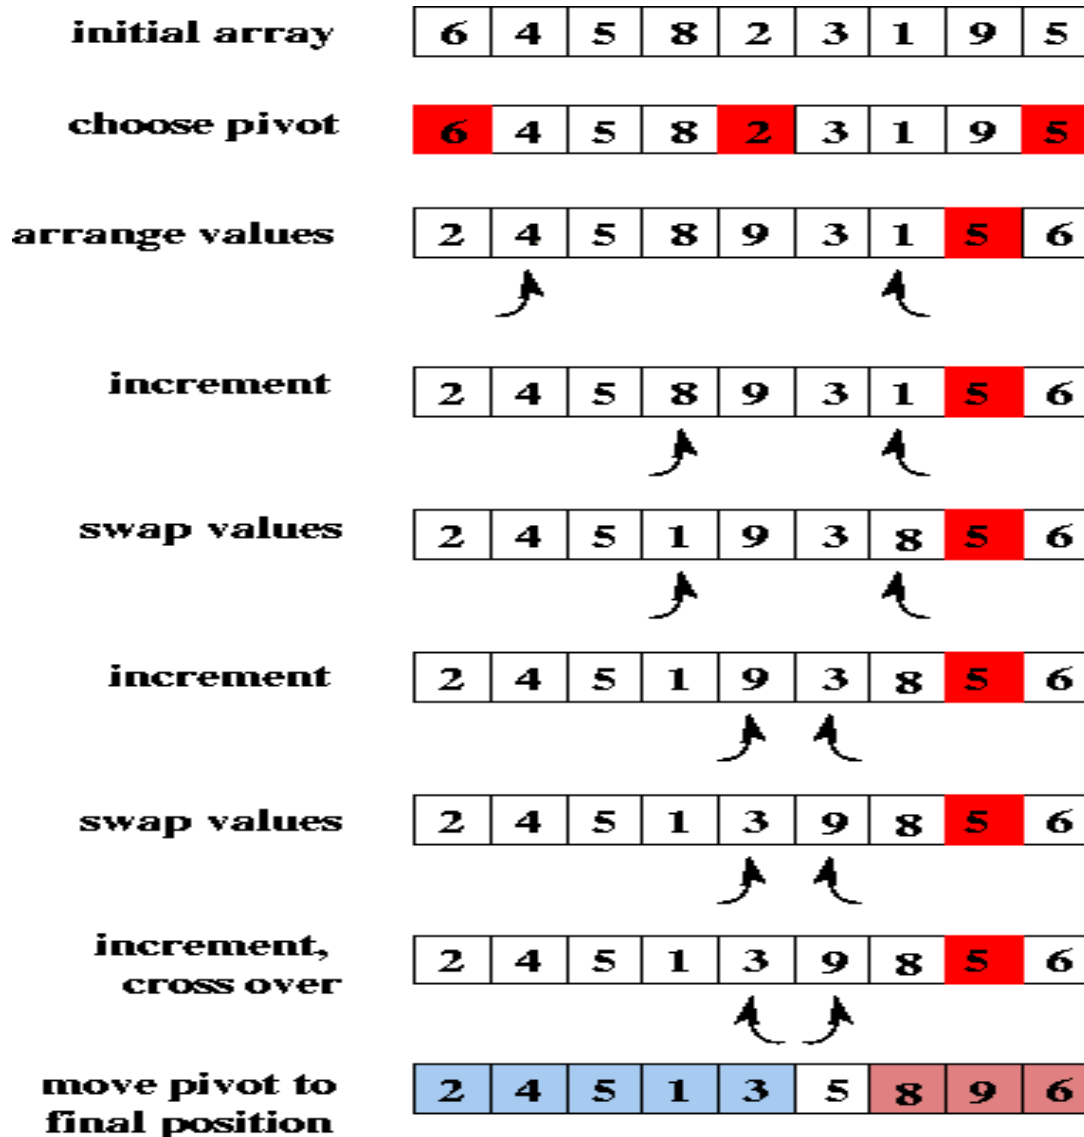 initial array 6 4 5 8 2 3 1 9 5
choose pivot 6 4 5 8 2 3 1 9 5
arrange values 2 4 5 8 9 3 1 5 6
increment 2 4 5 8 9 3 1 5 6
swap values 2 4 5 1 9 3 8 5 6
increment 2 4 5 1 9 3 8 5 6
swap values 2 4 5 1 3 9 8 5 6
increment,
cross over 2 4 5 1 3 9 8 5 6
move pivot to
final position 2 4 5 1 3 5 8 9 6